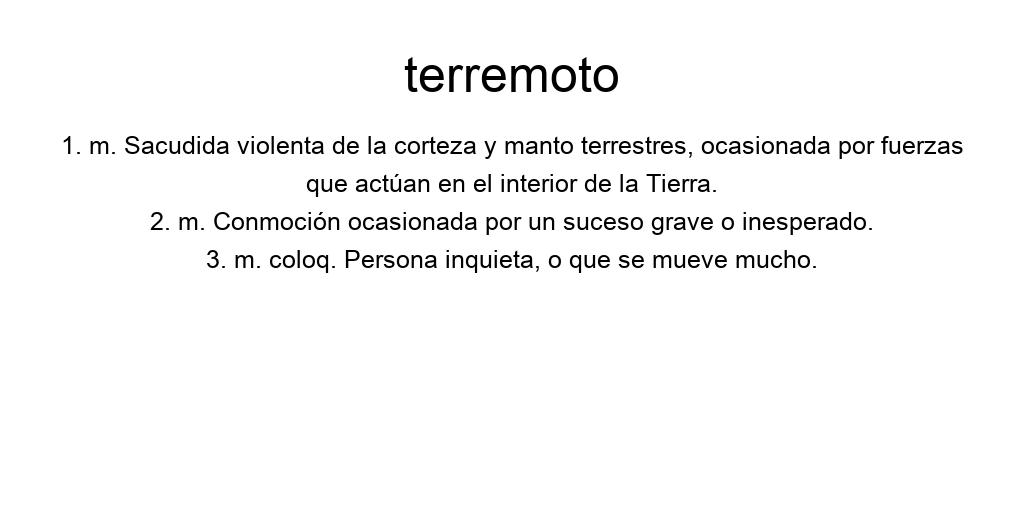 terremoto
1. m. Sacudida violenta de la corteza y manto terrestres, ocasionada por fuerzas
que actúan en el interior de la Tierra.
2. m. Conmoción ocasionada por un suceso grave o inesperado.
3. m. coloq. Persona inquieta, o que se mueve mucho.